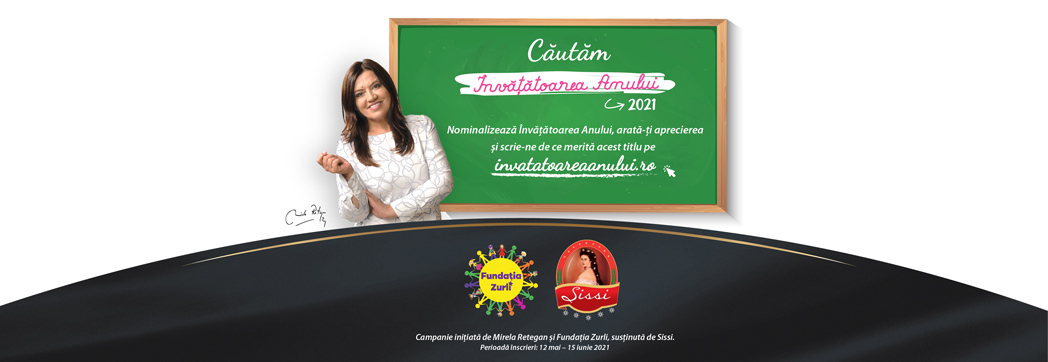 Căutăm
Învățătoarea Anului
2021
Nominalizează Învățătoarea Anului, arată-ți aprecierea
și scrie-ne de ce merită acest titlu pe
invatatoareaanului.ro
Fundația
Zurli
Sissi
Campanie inițiată de Mirela Retegan și Fundația Zurli, susținută de Sissi.
Perioadă înscrieri: 12 mai – 15 iunie 2021